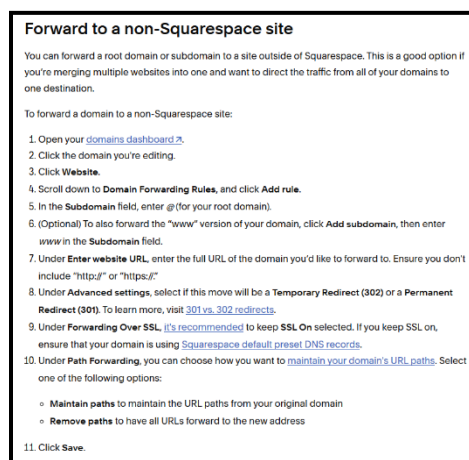 Forward to a non-Squarespace site
You can forward a root domain or subdomain to a site outside of Squarespace. This is a good option if
you're merging multiple websites into one and want to direct the traffic from all of your domains to
one destination.
To forward a domain to a non-Squarespace site:
1. Open your domains dashboard ↗.
2. Click the domain you're editing.
3. Click Website.
4. Scroll down to Domain Forwarding Rules, and click Add rule.
5. In the Subdomain field, enter @ (for your root domain).
6. (Optional) To also forward the "www" version of your domain, click Add subdomain, then enter
www in the Subdomain field.
7. Under Enter website URL, enter the full URL of the domain you'd like to forward to. Ensure you don't
include "http://" or "https://."
8. Under Advanced settings, select if this move will be a Temporary Redirect (302) or a Permanent
Redirect (301). To learn more, visit 301 vs. 302 redirects.
9. Under Forwarding Over SSL, it's recommended to keep SSL On selected. If you keep SSL on,
ensure that your domain is using Squarespace default preset DNS records.
10. Under Path Forwarding, you can choose how you want to maintain your domain's URL paths. Select
one of the following options:
○ Maintain paths to maintain the URL paths from your original domain
○ Remove paths to have all URLs forward to the new address
11. Click Save.